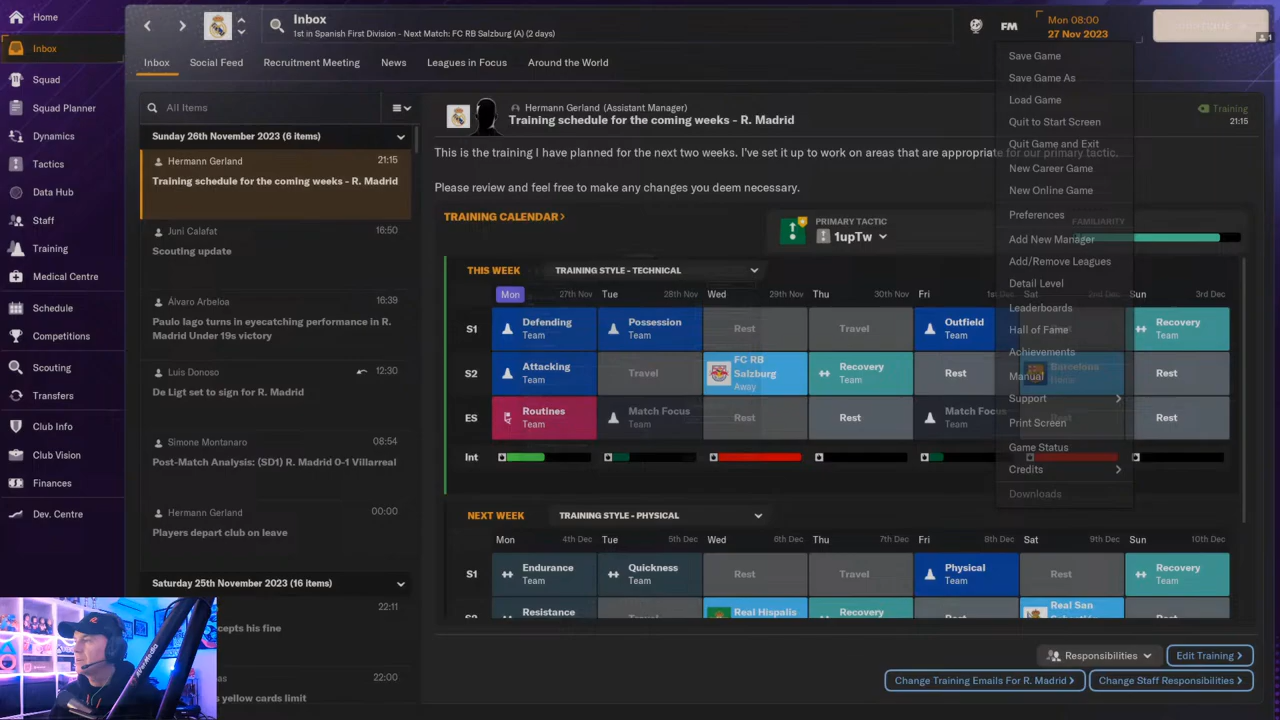 Home
Inbox
Squad
Squad Planner
Dynamics
Tactics
Data Hub
Staff
Training
Medical Centre
Schedule
Competitions
Scouting
Transfers
Club Info
Club Vision
Finances
Dev. Centre
Inbox
1st in Spanish First Division - Next Match: FC RB Salzburg (A) (2 days)
FM
Mon 08:00
27 Nov 2023
1
Inbox
Social Feed
Recruitment Meeting
News
Leagues in Focus
Around the World
All Items
Sunday 26th November 2023 (6 items)
Hermann Gerland
21:15
Training schedule for the coming weeks - R. Madrid
Juni Calafat
16:50
Scouting update
Álvaro Arbeloa
16:39
Paulo Iago turns in eyecatching performance in R.
Madrid Under 19s victory
Luis Donoso
12:30
De Ligt set to sign for R. Madrid
Simone Montanaro
08:54
Post-Match Analysis: (SD1) R. Madrid 0-1 Villarreal
Hermann Gerland
00:00
Players depart club on leave
Saturday 25th November 2023 (16 items)
22:11
cepts his fine
22:00
s yellow cards limit
Hermann Gerland (Assistant Manager)
Training schedule for the coming weeks - R. Madrid
Training
21:15
This is the training I have planned for the next two weeks. I've set it up to work on areas that are appropriate for our primary tactic.
Please review and feel free to make any changes you deem necessary.
TRAINING CALENDAR >
PRIMARY TACTIC
1upTw
FAMILIARITY
THIS WEEK
TRAINING STYLE - TECHNICAL
Mon 27th Nov Tue 28th Nov Wed 29th Nov Thu 30th Nov Fri 1st Dec Sat 2nd Dec Sun 3rd Dec
S1
Defending Team
Possession Team
Rest
Travel
Outfield Team
Recovery Team
S2
Attacking Team
Travel
FC RB Salzburg Away
Recovery Team
Rest
Barcelona Home
Rest
ES
Routines Team
Match Focus Team
Rest
Rest
Match Focus Team
Rest
Rest
Int
NEXT WEEK
TRAINING STYLE - PHYSICAL
Mon 4th Dec Tue 5th Dec Wed 6th Dec Thu 7th Dec Fri 8th Dec Sat 9th Dec Sun 10th Dec
S1
Endurance Team
Quickness Team
Rest
Travel
Physical Team
Rest
Recovery Team
Resistance
Travel
Real Hispalis
Recovery
Rest
Real San
Rest
Responsibilities
Edit Training >
Change Training Emails For R. Madrid >
Change Staff Responsibilities >
Save Game
Save Game As
Load Game
Quit to Start Screen
Quit Game and Exit
New Career Game
New Online Game
Preferences
Add New Manager
Add/Remove Leagues
Detail Level
Leaderboards
Hall of Fame
Achievements
Manual
Support >
Print Screen
Game Status
Credits >
Downloads